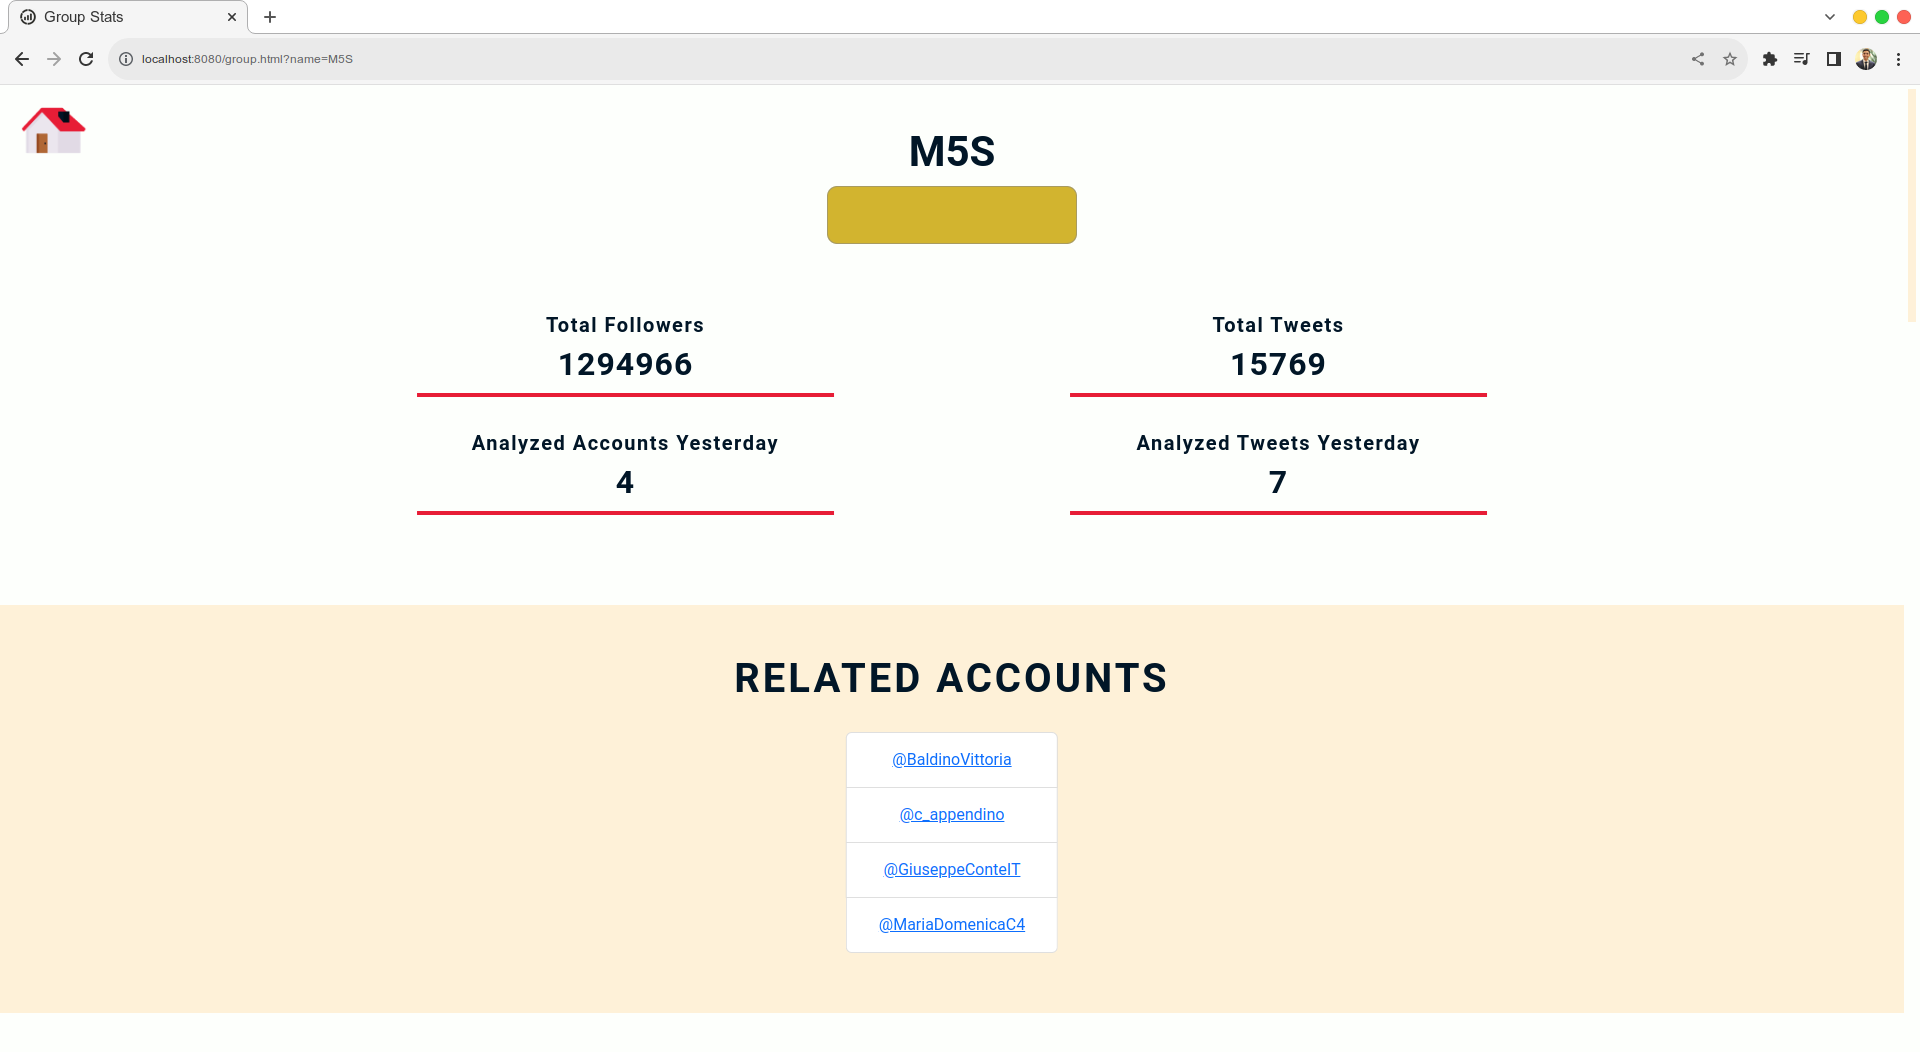 Group Stats
localhost:8080/group.html?name=M5S
M5S
Total Followers
1294966
Total Tweets
15769
Analyzed Accounts Yesterday
4
Analyzed Tweets Yesterday
7
RELATED ACCOUNTS
@BaldinoVittoria
@c_appendino
@GiuseppeConteIT
@MariaDomenicaC4